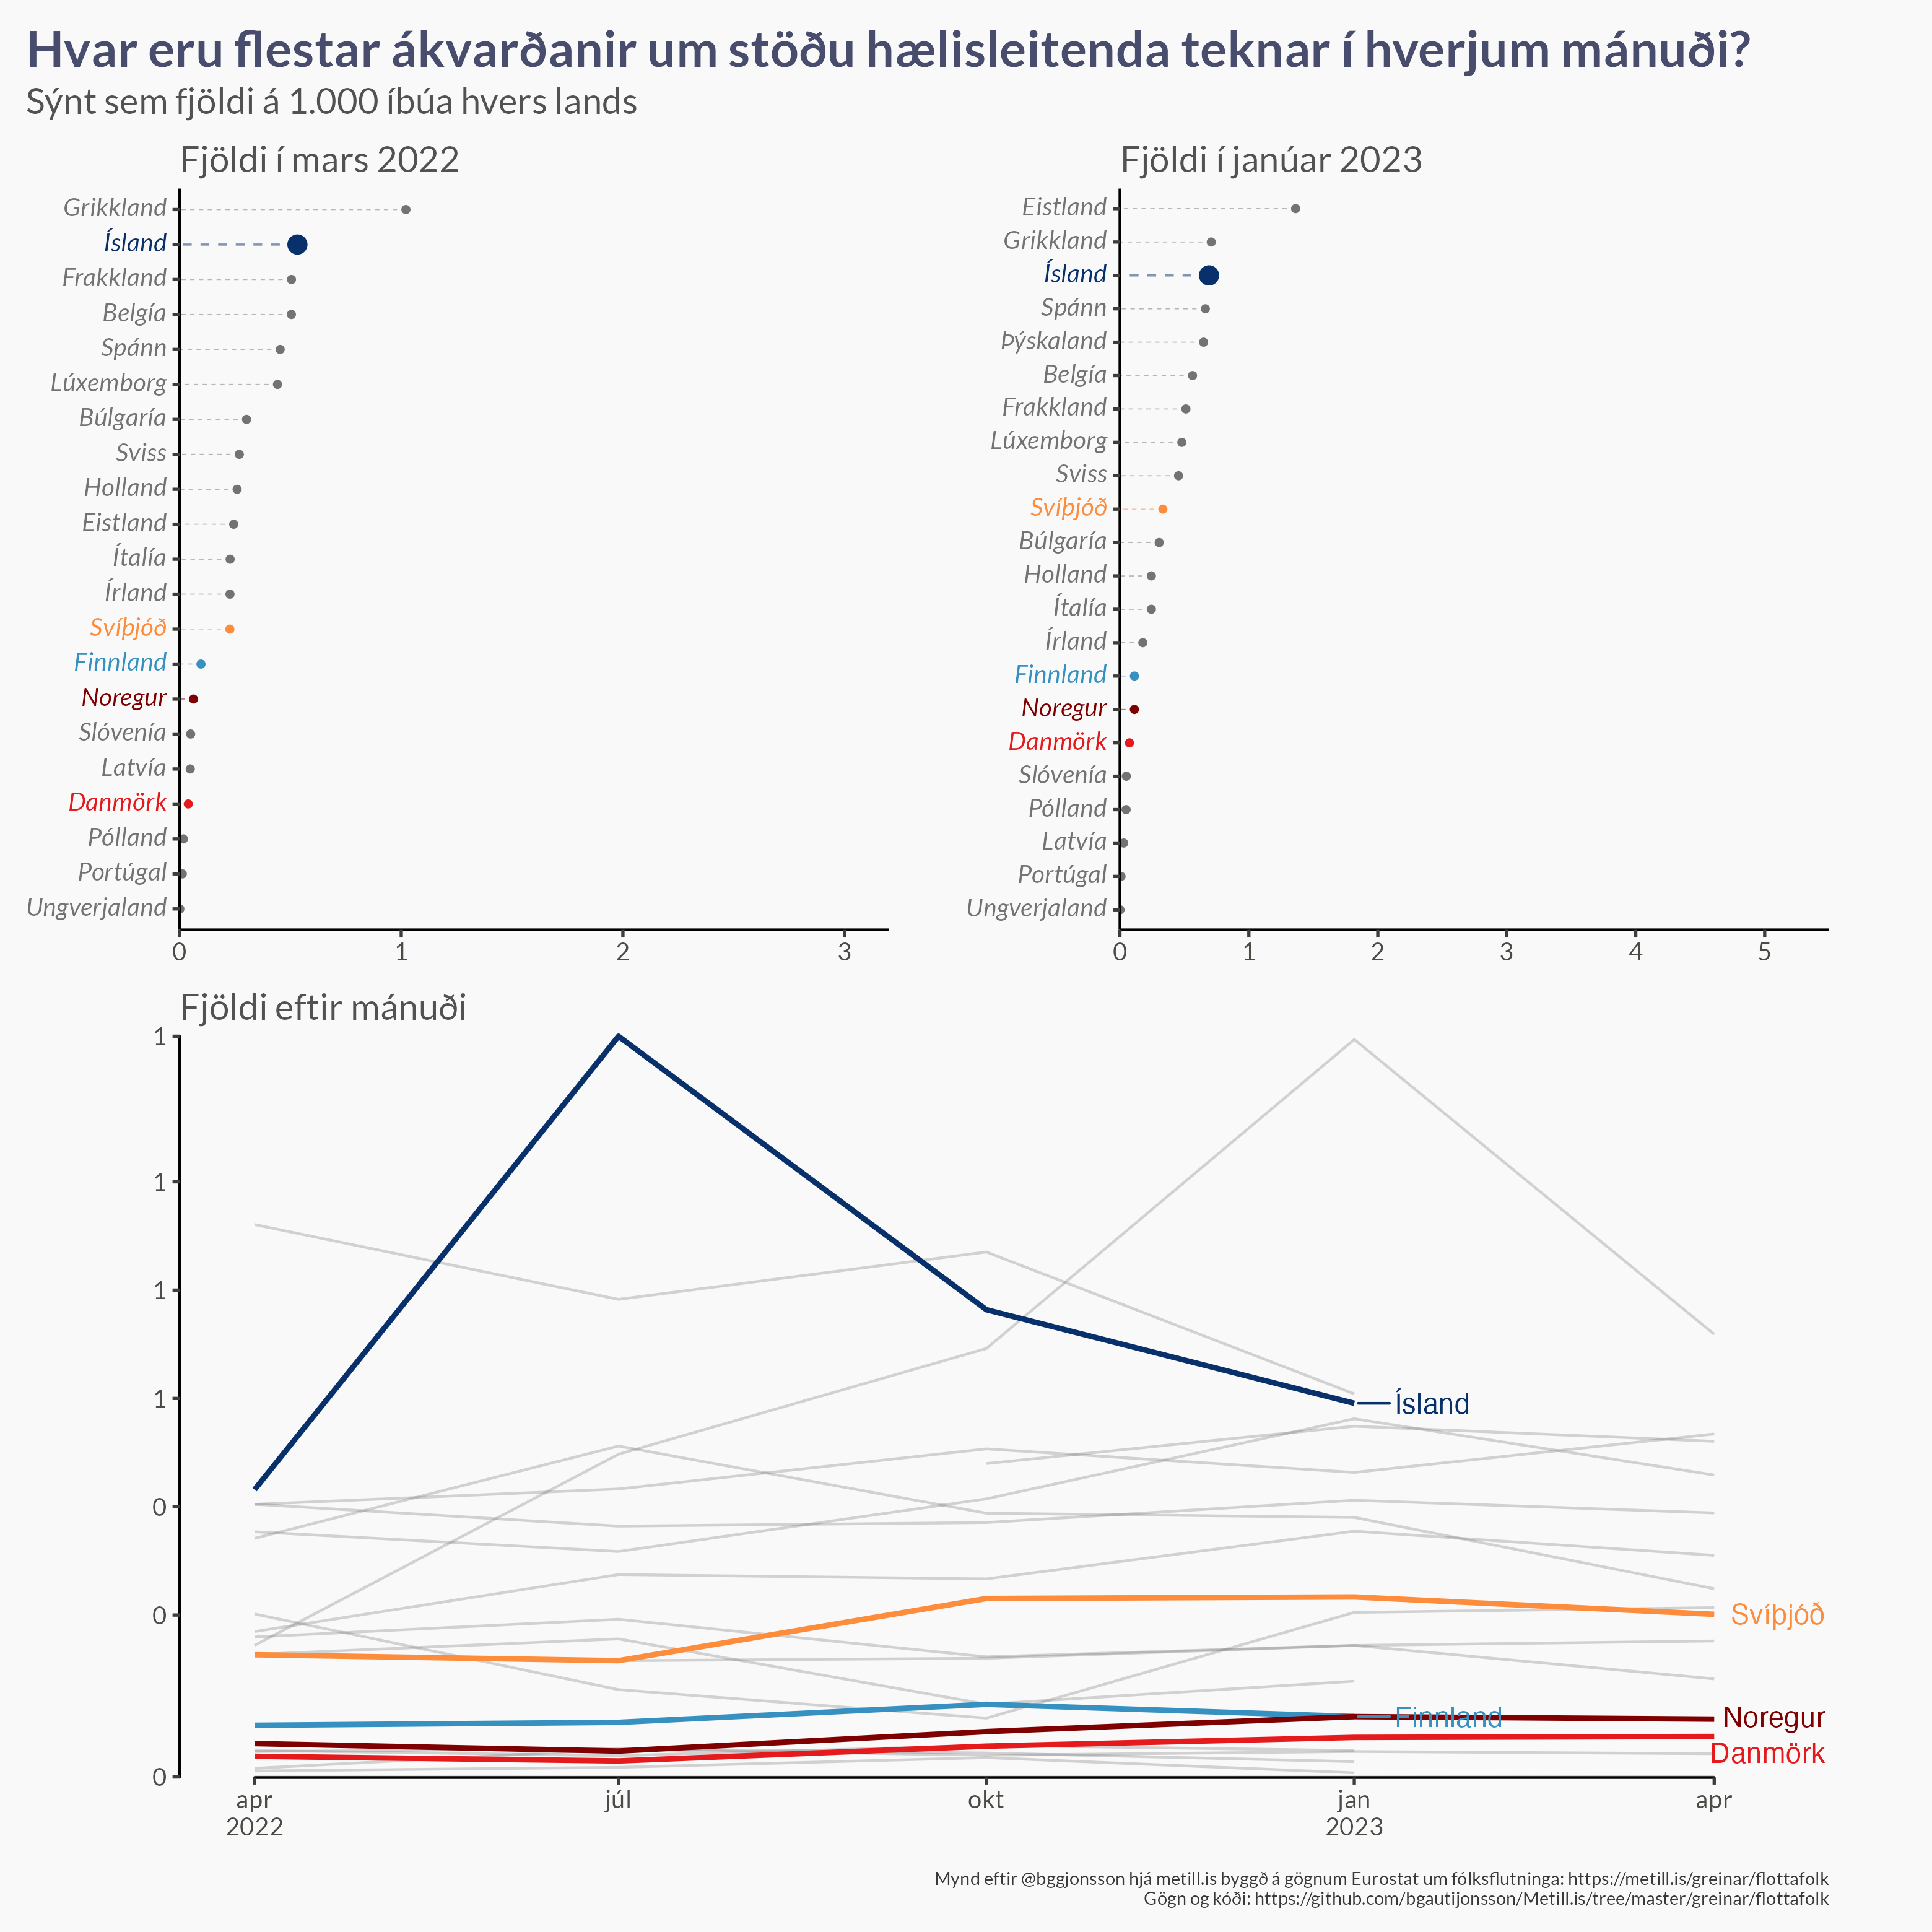 Hvar eru flestar ákvarðanir um stöðu hælisleitenda teknar í hverjum mánuði?
Sýnt sem fjöldi á 1.000 íbúa hvers lands
Fjöldi í mars 2022
Grikkland
Ísland
Frakkland
Belgía
Spánn
Lúxemborg
Búlgaría
Sviss
Holland
Eistland
Ítalía
Írland
Svíþjóð
Finnland
Noregur
Slóvenía
Latvía
Danmörk
Pólland
Portúgal
Ungverjaland
0 1 2 3
Fjöldi í janúar 2023
Eistland
Grikkland
Ísland
Spánn
Þýskaland
Belgía
Frakkland
Lúxemborg
Sviss
Svíþjóð
Búlgaría
Holland
Ítalía
Írland
Finnland
Noregur
Danmörk
Slóvenía
Pólland
Latvía
Portúgal
Ungverjaland
0 1 2 3 4 5
Fjöldi eftir mánuði
1
1
1
1
0
0
0
Ísland
Svíþjóð
Finnland
Noregur
Danmörk
apr júl okt jan apr
2022 2023
Mynd eftir @bggjonsson hjá metill.is byggð á gögnum Eurostat um fólksflutninga: https://metill.is/greinar/flottafolk
Gögn og kóði: https://github.com/bgautijonsson/Metill.is/tree/master/greinar/flottafolk